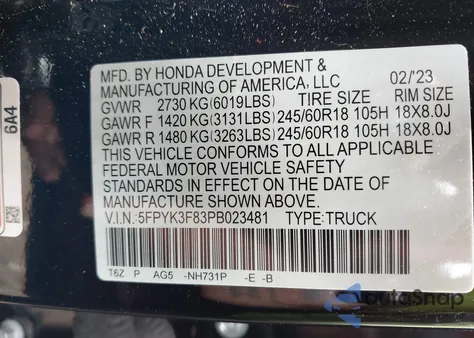 6A4
MFD. BY HONDA DEVELOPMENT & 02/'23
MANUFACTURING OF AMERICA, LLC
GVWR 2730 KG(6019LBS) TIRE SIZE RIM SIZE
GAWR F 1420 KG(3131LBS) 245/60R18 105H 18X8.0J
GAWR R 1480 KG(3263LBS) 245/60R18 105H 18X8.0J
THIS VEHICLE CONFORMS TO ALL APPLICABLE
FEDERAL MOTOR VEHICLE SAFETY
STANDARDS IN EFFECT ON THE DATE OF
MANUFACTURE SHOWN ABOVE.
V.I.N.:5FPYK3F83PB023481 TYPE:TRUCK
T6Z P AG5 -NH731P -E -B
autoSnap